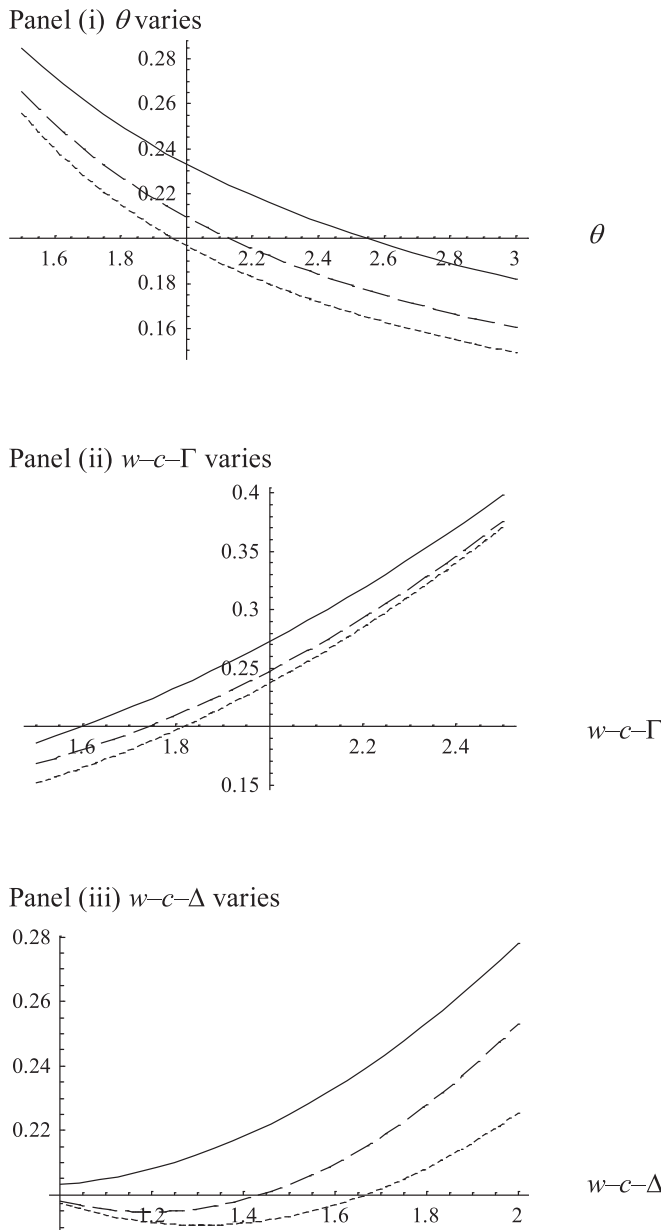 Panel (i) θ varies
0.28
0.26
0.24
0.22
1.6 1.8 2.2 2.4 2.6 2.8 3
θ
0.18
0.16
Panel (ii) w–c–Γ varies
0.4
0.35
0.3
0.25
1.6 1.8 2.2 2.4
w–c–Γ
0.15
Panel (iii) w–c–Δ varies
0.28
0.26
0.24
0.22
1.2 1.4 1.6 1.8 2
w–c–Δ